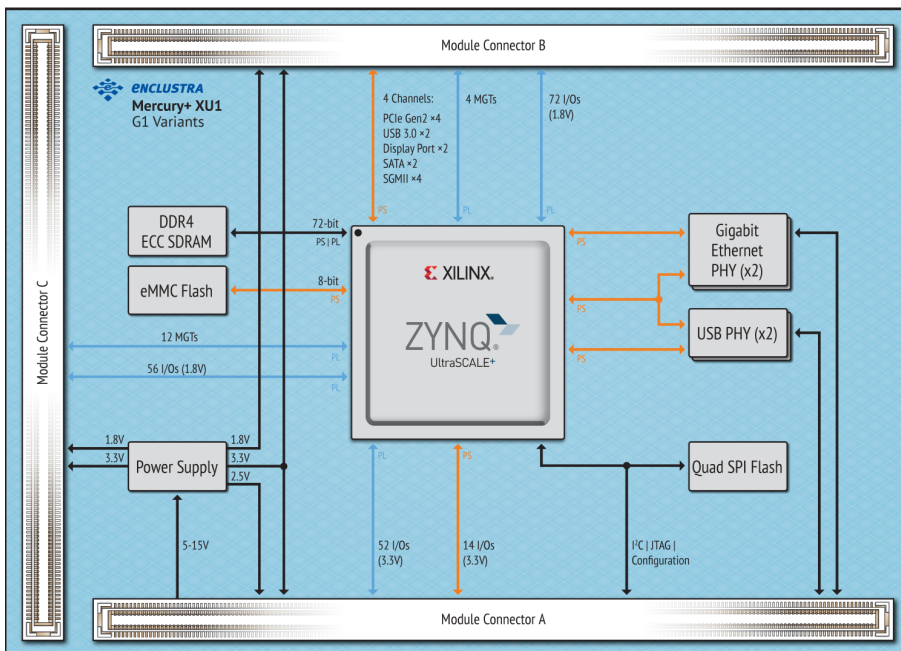 Module Connector B
enclustra
Mercury+ XU1
G1 Variants
4 Channels:
PCIe Gen2 ×4
USB 3.0 ×2
Display Port ×2
SATA ×2
SGMII ×4
4 MGTs
72 I/Os
(1.8V)
PS
PL
PL
DDR4
ECC SDRAM
72-bit
PS | PL
eMMC Flash
8-bit
PS
12 MGTs
PL
56 I/Os (1.8V)
PL
Module Connector C
XILINX®
ZYNQ®
UltraSCALE+
PS
Gigabit
Ethernet
PHY (x2)
PS
USB PHY (x2)
PS
1.8V
3.3V
Power Supply
1.8V
3.3V
2.5V
PL
PS
Quad SPI Flash
5-15V
52 I/Os
(3.3V)
14 I/Os
(3.3V)
I²C | JTAG |
Configuration
Module Connector A